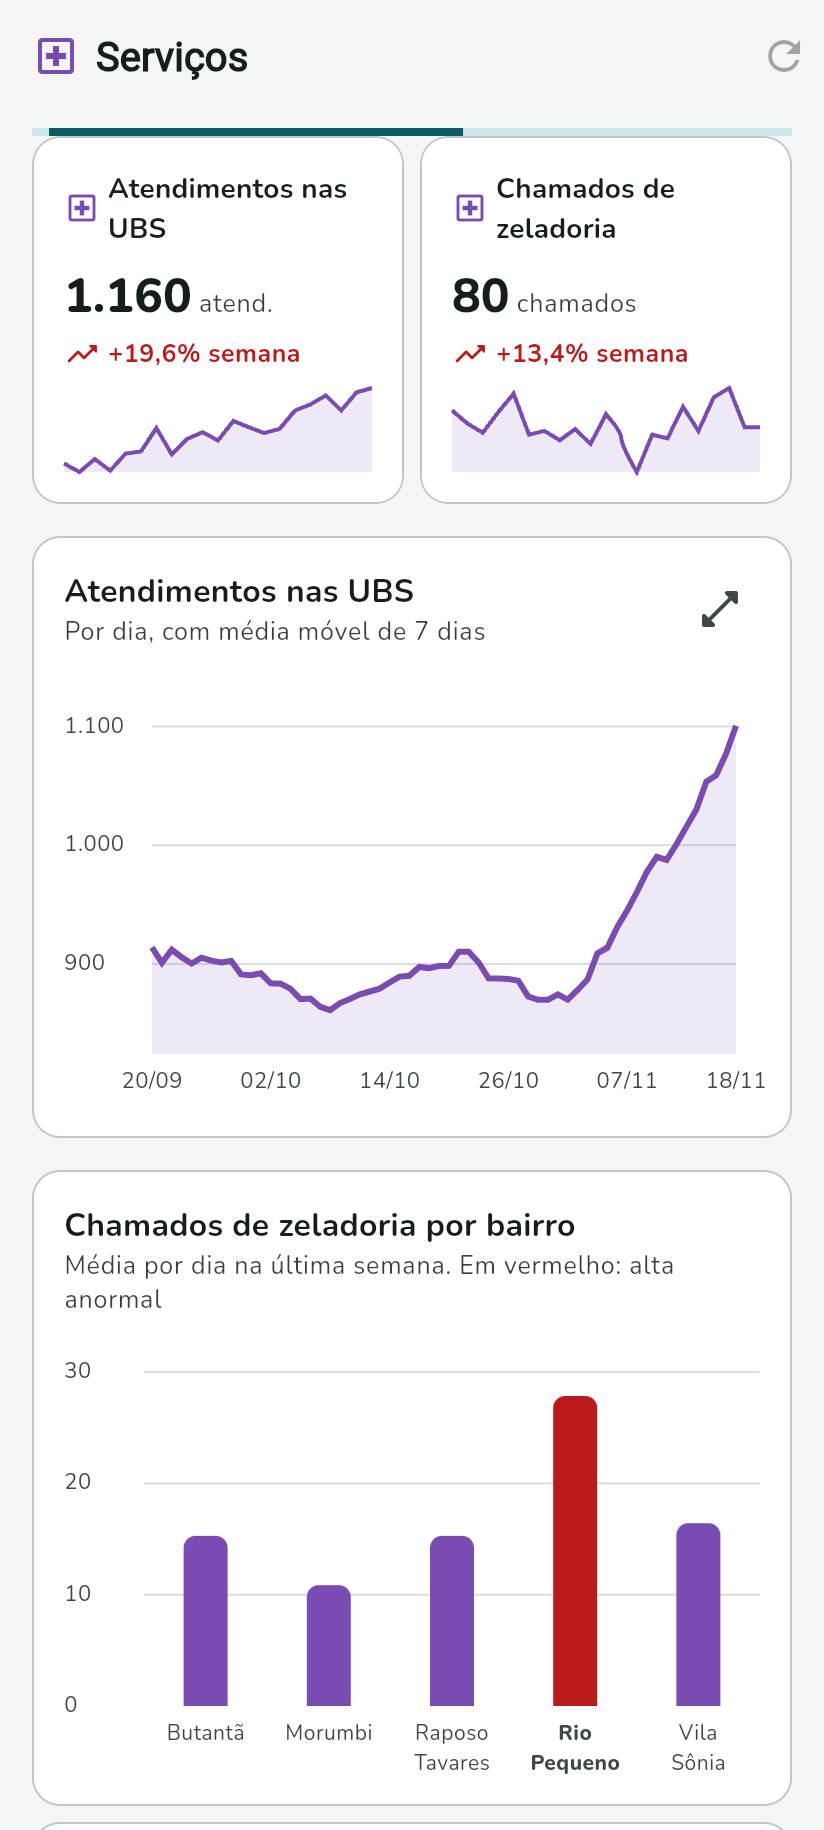 Serviços
Atendimentos nas
UBS
1.160 atend.
+19,6% semana
Chamados de
zeladoria
80 chamados
+13,4% semana
Atendimentos nas UBS
Por dia, com média móvel de 7 dias
1.100
1.000
900
20/09 02/10 14/10 26/10 07/11 18/11
Chamados de zeladoria por bairro
Média por dia na última semana. Em vermelho: alta
anormal
30
20
10
0
Butantã Morumbi Raposo Rio Vila
Tavares Pequeno Sônia